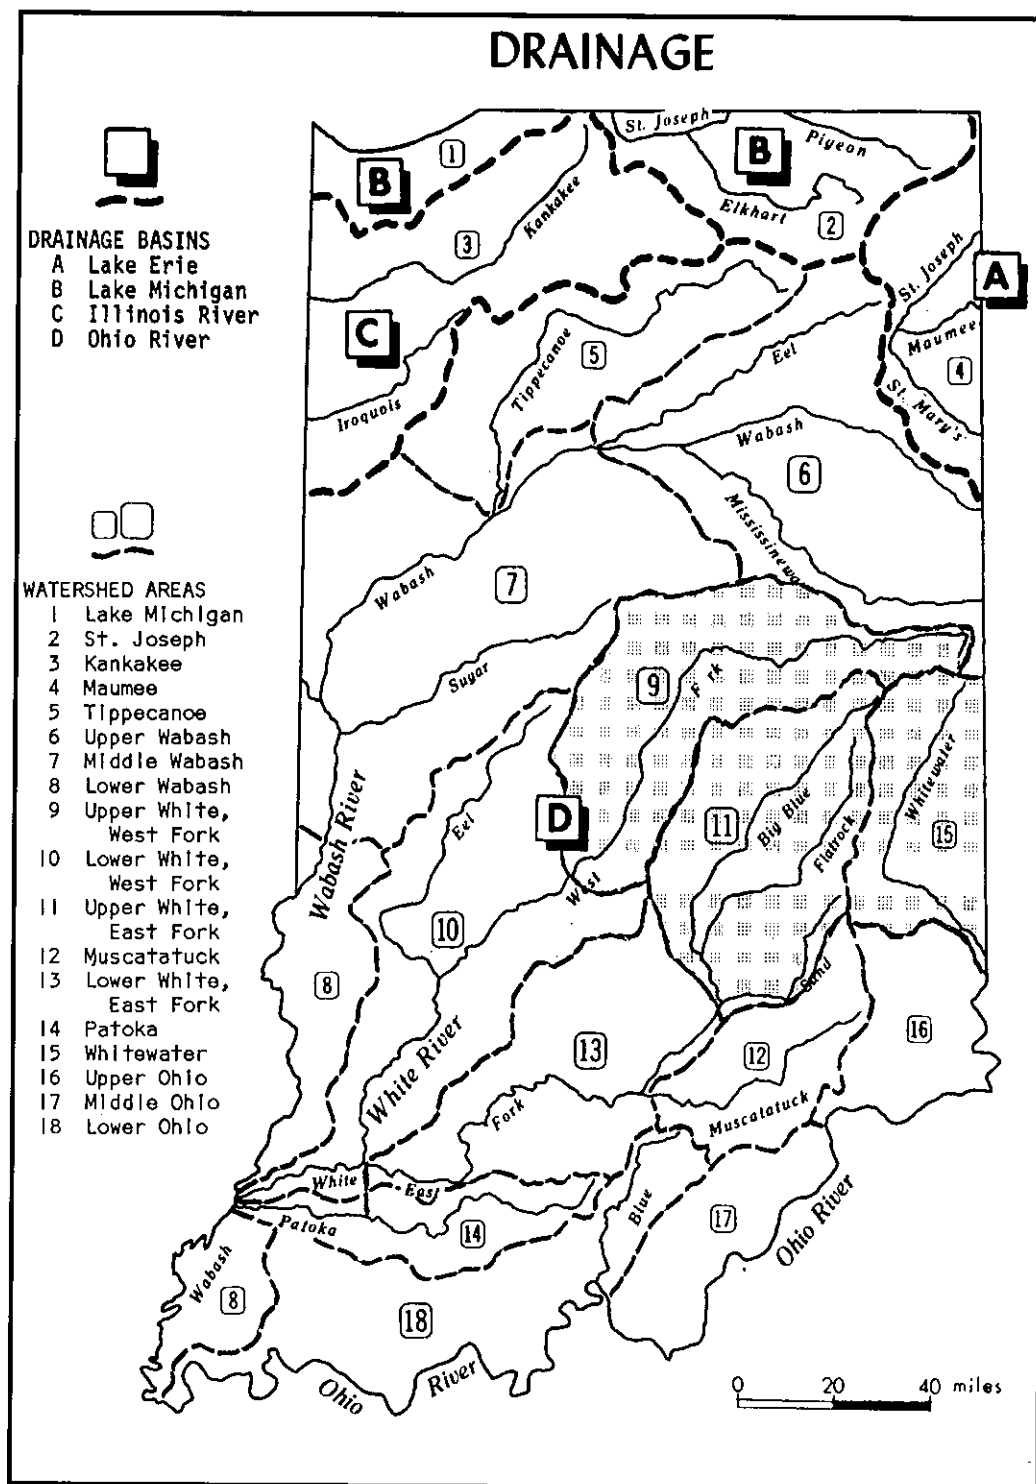 DRAINAGE
DRAINAGE BASINS
A Lake Erie
B Lake Michigan
C Illinois River
D Ohio River
WATERSHED AREAS
1 Lake Michigan
2 St. Joseph
3 Kankakee
4 Maumee
5 Tippecanoe
6 Upper Wabash
7 Middle Wabash
8 Lower Wabash
9 Upper White,
West Fork
10 Lower White,
West Fork
11 Upper White,
East Fork
12 Muscatatuck
13 Lower White,
East Fork
14 Patoka
15 Whitewater
16 Upper Ohio
17 Middle Ohio
18 Lower Ohio
St. Joseph
Pigeon
1
B
B
Kankakee
Elkhart
2
3
St. Joseph
A
C
Tippecanoe
5
Eel
Maumee
4
Iroquois
St. Mary's
Wabash
6
Mississinewa
Wabash
7
Sugar
9
Fork
Whitewater
Wabash River
Eel
D
11
Big Blue
Flatrock
15
West
10
8
Sand
White River
13
12
16
Fork
Muscatatuck
White
East
Blue
17
Ohio River
Patoka
14
Wabash
8
18
Ohio River
0 20 40 miles